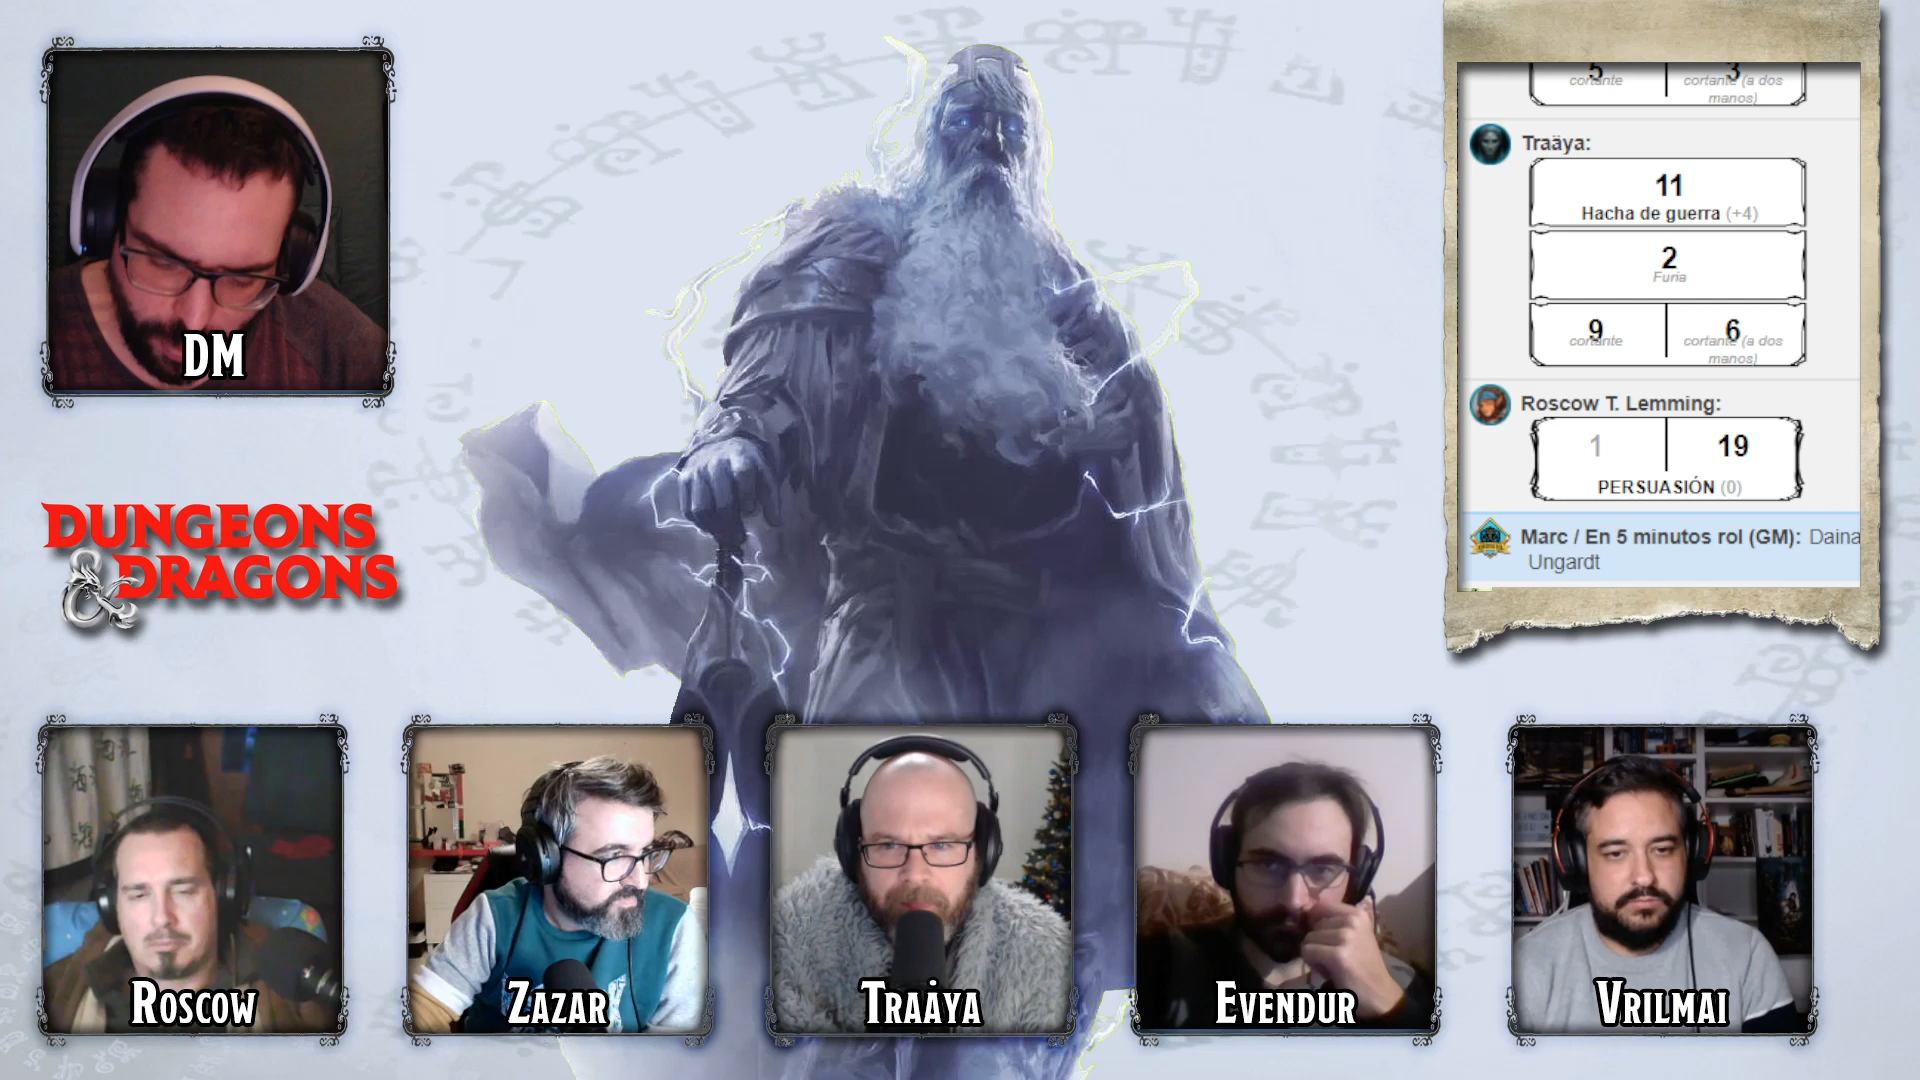 DM
DUNGEONS
& DRAGONS
5 3
cortante cortante (a dos
manos)
Traäya:
11
Hacha de guerra (+4)
2
Furia
9 6
cortante cortante (a dos
manos)
Roscow T. Lemming:
1 19
PERSUASIÓN (0)
Marc / En 5 minutos rol (GM): Daina
Ungardt
ROSCOW
ZAZAR
TRAÄYA
EVENDUR
VRILMAI